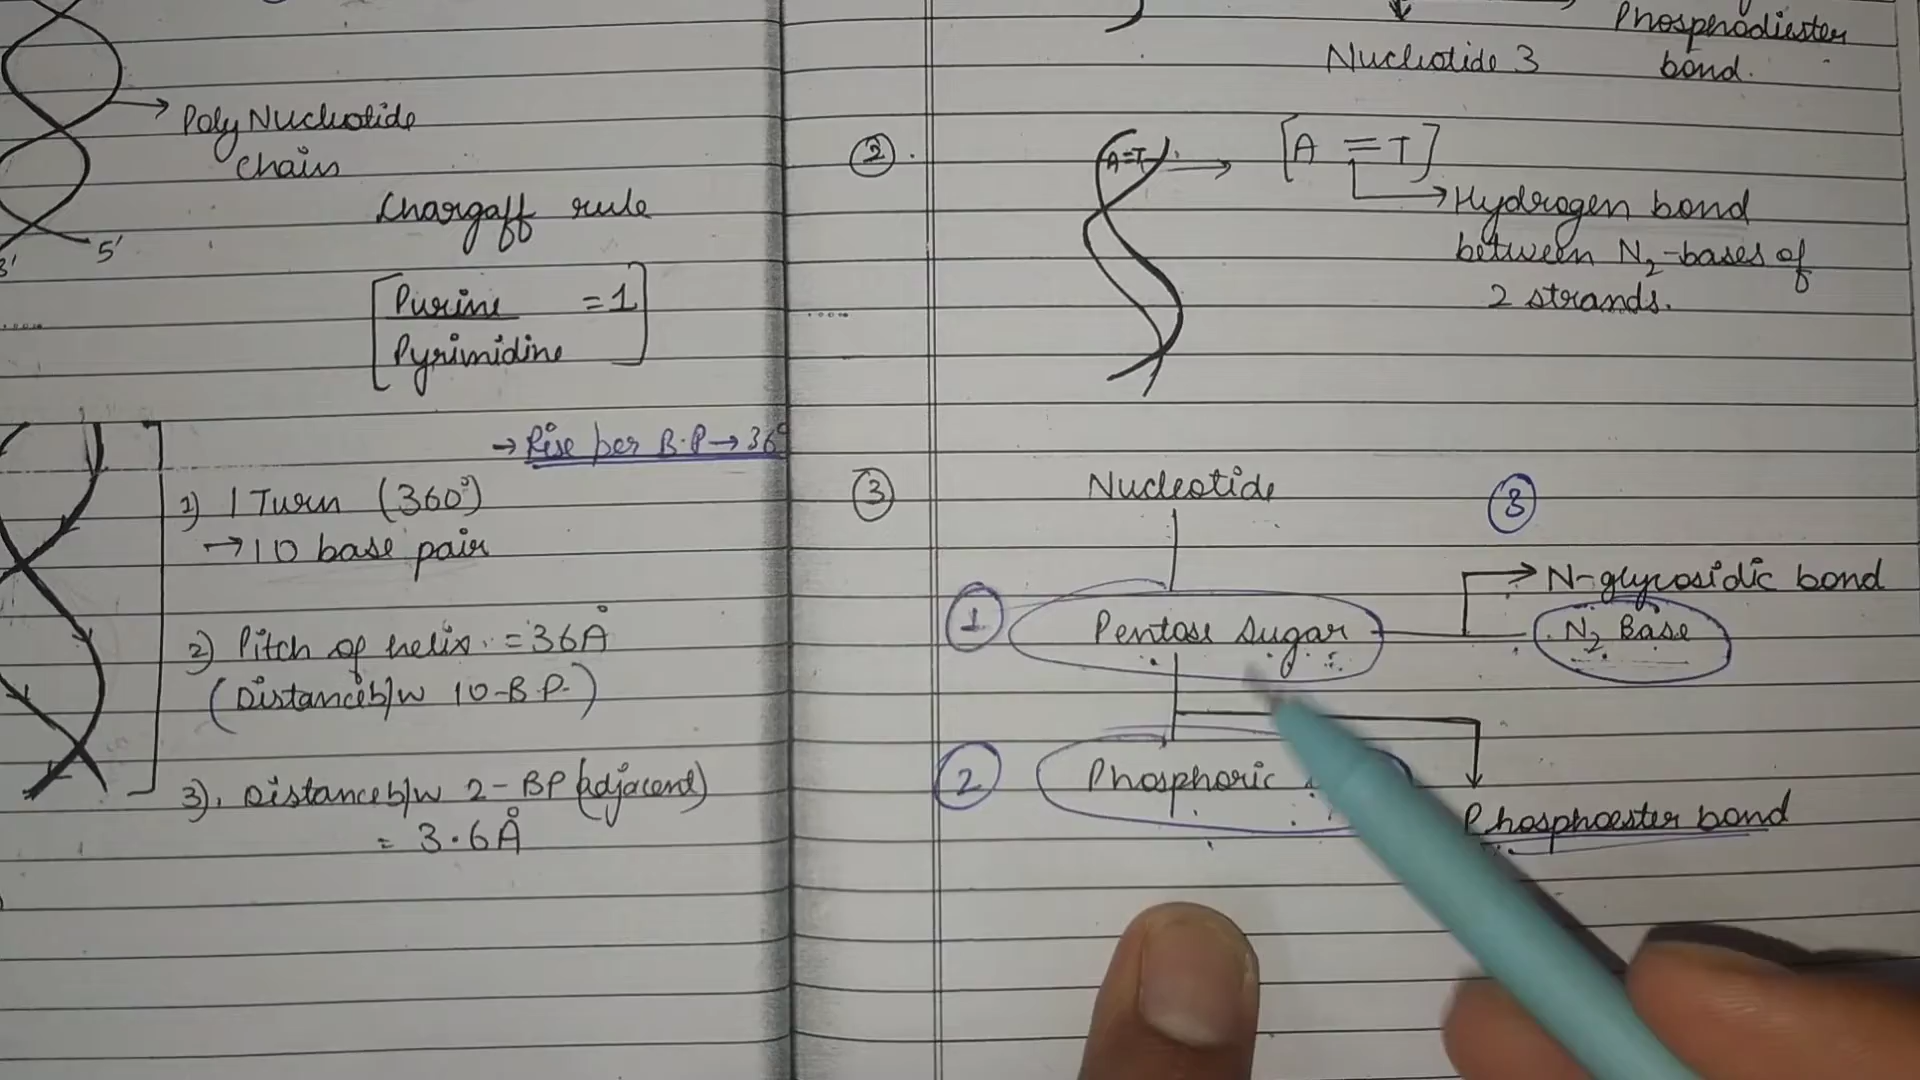 Poly Nucleotide
chain
5'
3'
Chargaff rule
Purine = 1
Pyrimidine
→ Rise per B.P → 36°
1) 1 Turn (360°)
→ 10 base pair
2) Pitch of helix = 36Å
(Distance b/w 10-B.P.)
3). Distance b/w 2-BP (adjacent)
= 3.6Å
Phosphodiester
bond.
Nucleotide 3
② A=T → [A = T]
Hydrogen bond
between N₂-bases of
2 strands.
③ Nucleotide ③
N-glycosidic bond
① Pentose Sugar N₂ Base
② Phosphoric
Phosphoester bond